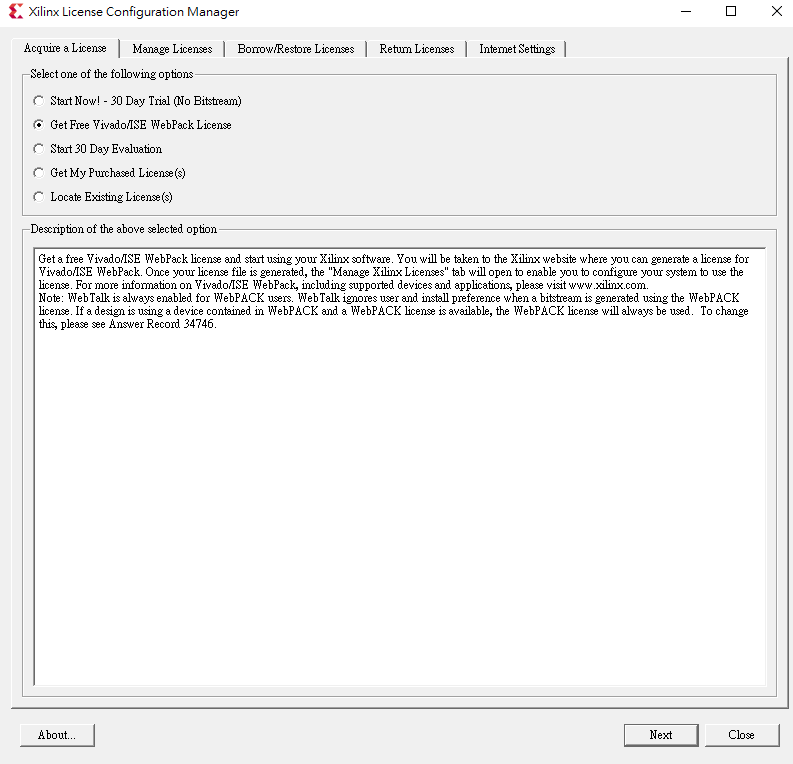 Xilinx License Configuration Manager
Acquire a License
Manage Licenses
Borrow/Restore Licenses
Return Licenses
Internet Settings
Select one of the following options
Start Now! - 30 Day Trial (No Bitstream)
Get Free Vivado/ISE WebPack License
Start 30 Day Evaluation
Get My Purchased License(s)
Locate Existing License(s)
Description of the above selected option
Get a free Vivado/ISE WebPack license and start using your Xilinx software. You will be taken to the Xilinx website where you can generate a license for
Vivado/ISE WebPack. Once your license file is generated, the "Manage Xilinx Licenses" tab will open to enable you to configure your system to use the
license. For more information on Vivado/ISE WebPack, including supported devices and applications, please visit www.xilinx.com.
Note: WebTalk is always enabled for WebPACK users. WebTalk ignores user and install preference when a bitstream is generated using the WebPACK
license. If a design is using a device contained in WebPACK and a WebPACK license is available, the WebPACK license will always be used.  To change
this, please see Answer Record 34746.
About...
Next
Close